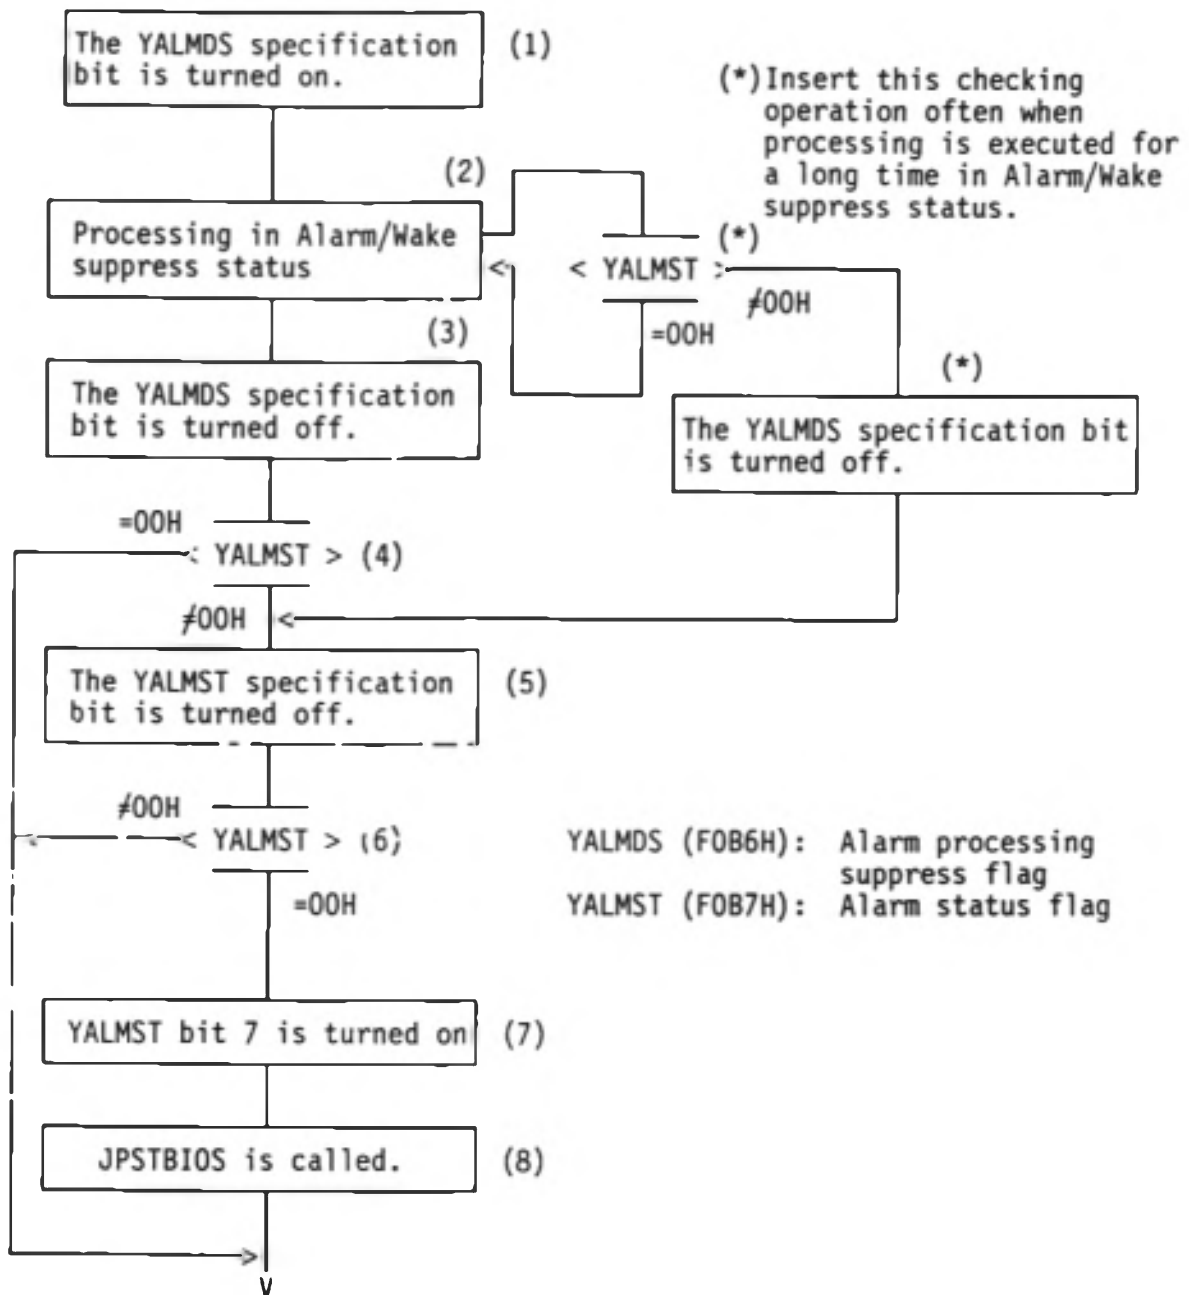 The YALMDS specification
bit is turned on.
(1)
(*)Insert this checking
operation often when
processing is executed for
a long time in Alarm/Wake
suppress status.
(2)
Processing in Alarm/Wake
suppress status
< YALMST >
(*)
≠00H
=00H
(3)
The YALMDS specification
bit is turned off.
(*)
The YALMDS specification bit
is turned off.
=00H
< YALMST > (4)
≠00H
The YALMST specification
bit is turned off.
(5)
≠00H
< YALMST > (6)
=00H
YALMDS (F0B6H): Alarm processing
suppress flag
YALMST (F0B7H): Alarm status flag
YALMST bit 7 is turned on
(7)
JPSTBIOS is called.
(8)